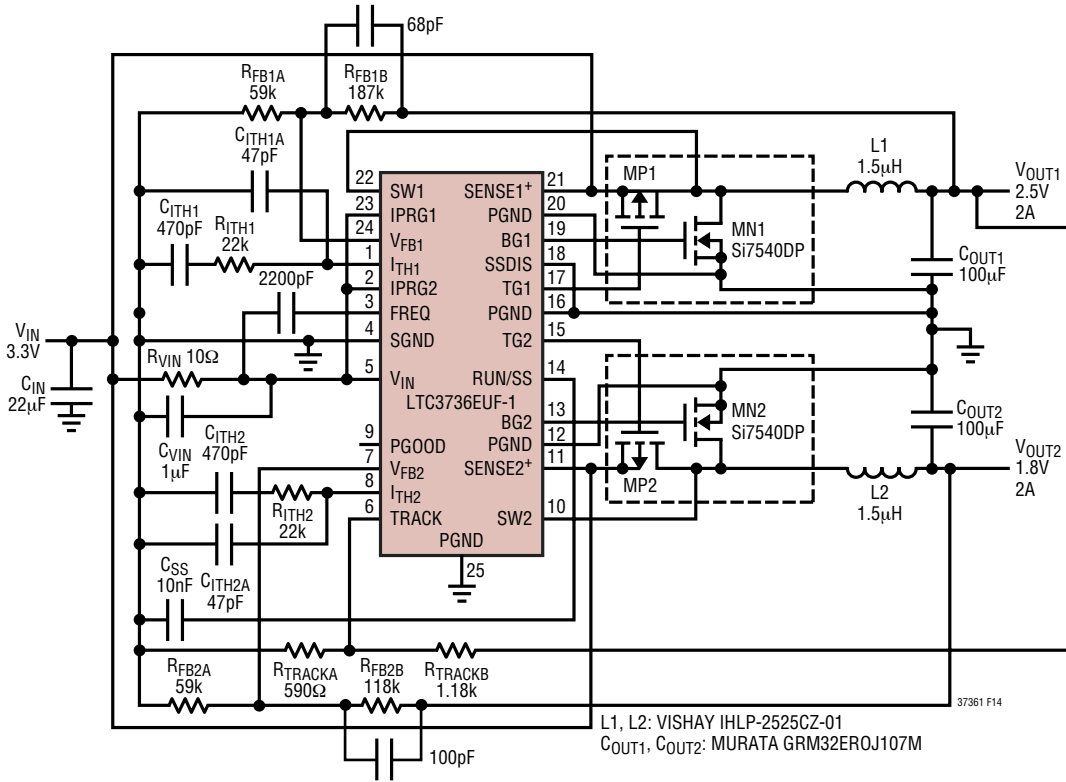 68pF
RFB1A
59k
RFB1B
187k
CITH1A
47pF
CITH1
470pF
RITH1
22k
2200pF
VIN
3.3V
CIN
22μF
RVIN 10Ω
CVIN
1μF
CITH2
470pF
RITH2
22k
CITH2A
47pF
CSS
10nF
RFB2A
59k
RTRACKA
590Ω
RFB2B
118k
RTRACKB
1.18k
100pF
22 SW1
23 IPRG1
24 VFB1
1 ITH1
2 IPRG2
3 FREQ
4 SGND
5 VIN
LTC3736EUF-1
9 PGOOD
7 VFB2
8 ITH2
6 TRACK
PGND
25
SENSE1+ 21
PGND 20
BG1 19
SSDIS 18
TG1 17
PGND 16
TG2 15
RUN/SS 14
BG2 13
PGND 12
SENSE2+ 11
SW2 10
MP1
MN1
Si7540DP
MN2
Si7540DP
MP2
L1
1.5μH
VOUT1
2.5V
2A
COUT1
100μF
COUT2
100μF
VOUT2
1.8V
2A
L2
1.5μH
37361 F14
L1, L2: VISHAY IHLP-2525CZ-01
COUT1, COUT2: MURATA GRM32EROJ107M